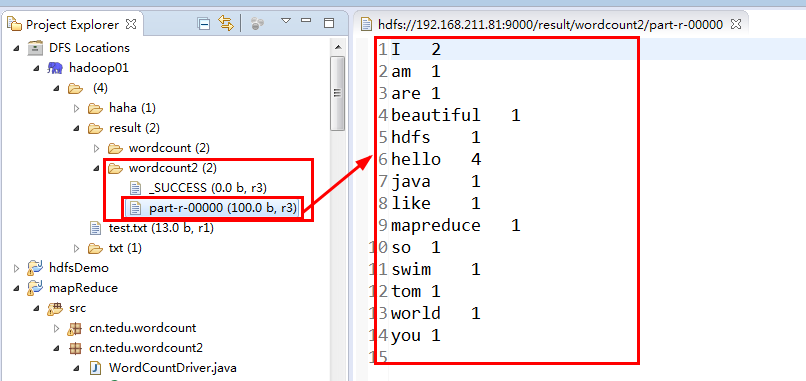 Project Explorer
DFS Locations
hadoop01
(4)
haha (1)
result (2)
wordcount (2)
wordcount2 (2)
_SUCCESS (0.0 b, r3)
part-r-00000 (100.0 b, r3)
test.txt (13.0 b, r1)
txt (1)
hdfsDemo
mapReduce
src
cn.tedu.wordcount
cn.tedu.wordcount2
WordCountDriver.java
hdfs://192.168.211.81:9000/result/wordcount2/part-r-00000
1 I 2
2 am 1
3 are 1
4 beautiful 1
5 hdfs 1
6 hello 4
7 java 1
8 like 1
9 mapreduce 1
10 so 1
11 swim 1
12 tom 1
13 world 1
14 you 1
15